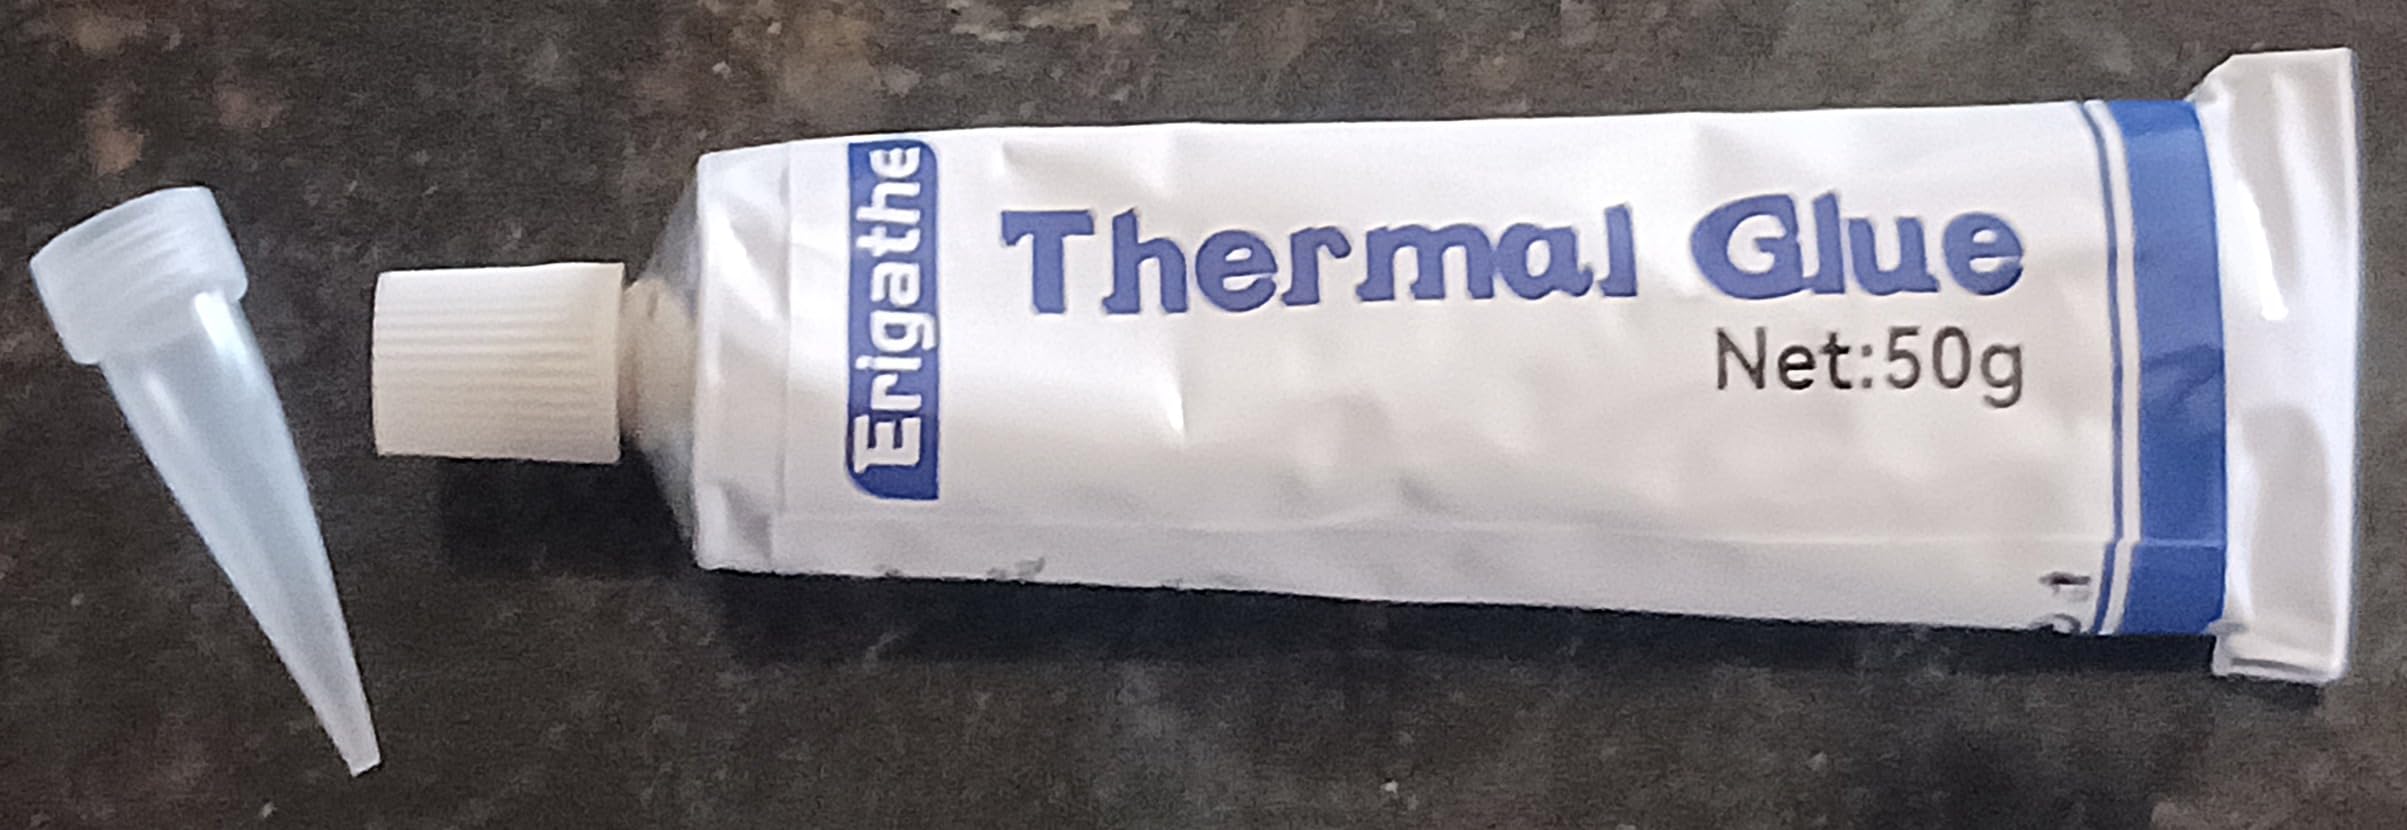 Erigathe
Thermal Glue
Net:50g